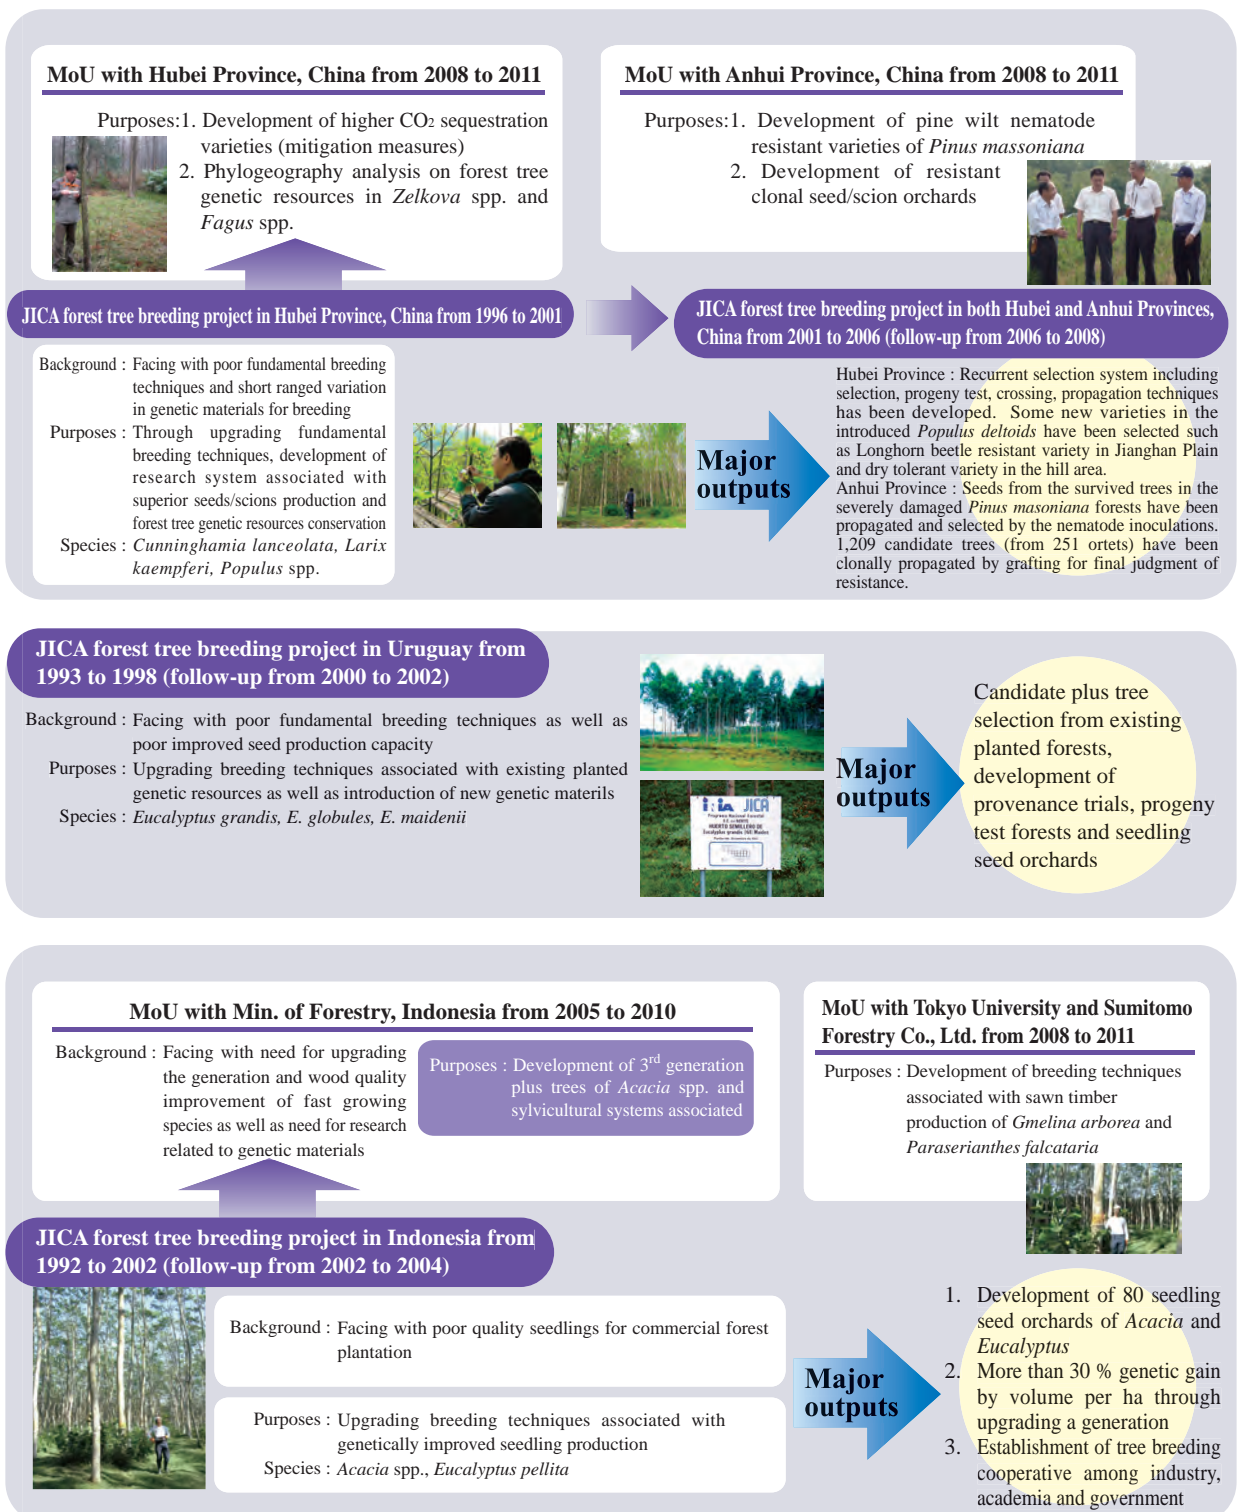 MoU with Hubei Province, China from 2008 to 2011
Purposes:1. Development of higher CO2 sequestration
varieties (mitigation measures)
2. Phylogeography analysis on forest tree
genetic resources in Zelkova spp. and
Fagus spp.
MoU with Anhui Province, China from 2008 to 2011
Purposes:1. Development of pine wilt nematode
resistant varieties of Pinus massoniana
2. Development of resistant
clonal seed/scion orchards
JICA forest tree breeding project in Hubei Province, China from 1996 to 2001
JICA forest tree breeding project in both Hubei and Anhui Provinces,
China from 2001 to 2006 (follow-up from 2006 to 2008)
Background : Facing with poor fundamental breeding
techniques and short ranged variation
in genetic materials for breeding
Purposes : Through upgrading fundamental
breeding techniques, development of
research system associated with
superior seeds/scions production and
forest tree genetic resources conservation
Species : Cunninghamia lanceolata, Larix
kaempferi, Populus spp.
Major
outputs
Hubei Province : Recurrent selection system including
selection, progeny test, crossing, propagation techniques
has been developed. Some new varieties in the
introduced Populus deltoids have been selected such
as Longhorn beetle resistant variety in Jianghan Plain
and dry tolerant variety in the hill area.
Anhui Province : Seeds from the survived trees in the
severely damaged Pinus masoniana forests have been
propagated and selected by the nematode inoculations.
1,209 candidate trees (from 251 ortets) have been
clonally propagated by grafting for final judgment of
resistance.
JICA forest tree breeding project in Uruguay from
1993 to 1998 (follow-up from 2000 to 2002)
Background : Facing with poor fundamental breeding techniques as well as
poor improved seed production capacity
Purposes : Upgrading breeding techniques associated with existing planted
genetic resources as well as introduction of new genetic materils
Species : Eucalyptus grandis, E. globules, E. maidenii
JICA
HUERTO SEMILLERO DE
Major
outputs
Candidate plus tree
selection from existing
planted forests,
development of
provenance trials, progeny
test forests and seedling
seed orchards
MoU with Min. of Forestry, Indonesia from 2005 to 2010
Background : Facing with need for upgrading
the generation and wood quality
improvement of fast growing
species as well as need for research
related to genetic materials
Purposes : Development of 3rd generation
plus trees of Acacia spp. and
sylvicultural systems associated
MoU with Tokyo University and Sumitomo
Forestry Co., Ltd. from 2008 to 2011
Purposes : Development of breeding techniques
associated with sawn timber
production of Gmelina arborea and
Paraserianthes falcataria
JICA forest tree breeding project in Indonesia from
1992 to 2002 (follow-up from 2002 to 2004)
Background : Facing with poor quality seedlings for commercial forest
plantation
Purposes : Upgrading breeding techniques associated with
genetically improved seedling production
Species : Acacia spp., Eucalyptus pellita
Major
outputs
1. Development of 80 seedling
seed orchards of Acacia and
Eucalyptus
2. More than 30 % genetic gain
by volume per ha through
upgrading a generation
3. Establishment of tree breeding
cooperative among industry,
academia and government